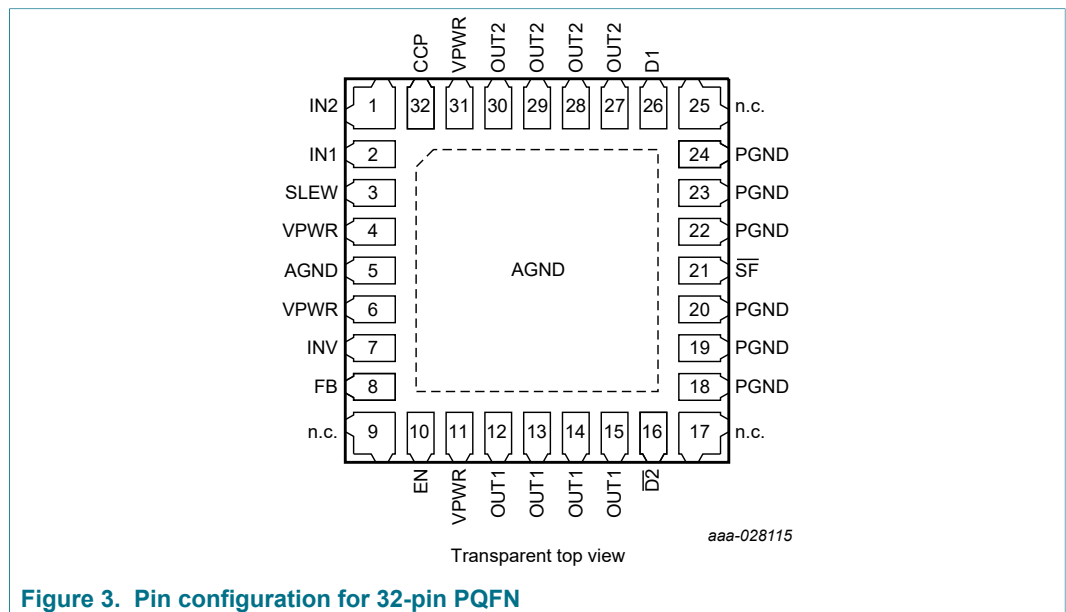 CCP VPWR OUT2 OUT2 OUT2 OUT2 D1
IN2 1 32 31 30 29 28 27 26 25 n.c.
IN1 2 24 PGND
SLEW 3 23 PGND
VPWR 4 22 PGND
AGND 5 AGND 21 S̅F̅
VPWR 6 20 PGND
INV 7 19 PGND
FB 8 18 PGND
n.c. 9 10 11 12 13 14 15 16 17 n.c.
EN VPWR OUT1 OUT1 OUT1 OUT1 D̅2̅
aaa-028115
Transparent top view
Figure 3. Pin configuration for 32-pin PQFN